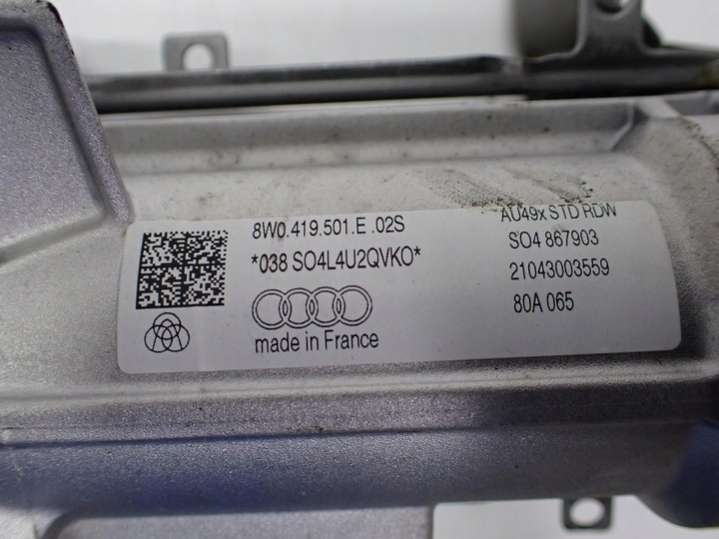 8W0.419.501.E .02S
*038 SO4L4U2QVKO*
made in France
AU49x STD RDW
SO4 867903
21043003559
80A 065